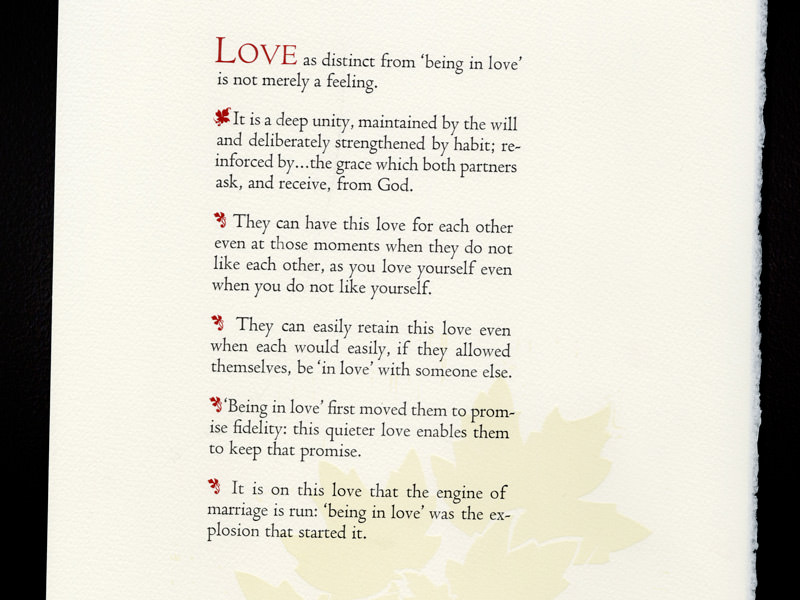 LOVE as distinct from ‘being in love’
is not merely a feeling.
It is a deep unity, maintained by the will
and deliberately strengthened by habit; re-
inforced by...the grace which both partners
ask, and receive, from God.
They can have this love for each other
even at those moments when they do not
like each other, as you love yourself even
when you do not like yourself.
They can easily retain this love even
when each would easily, if they allowed
themselves, be ‘in love’ with someone else.
‘Being in love’ first moved them to prom-
ise fidelity: this quieter love enables them
to keep that promise.
It is on this love that the engine of
marriage is run: ‘being in love’ was the ex-
plosion that started it.